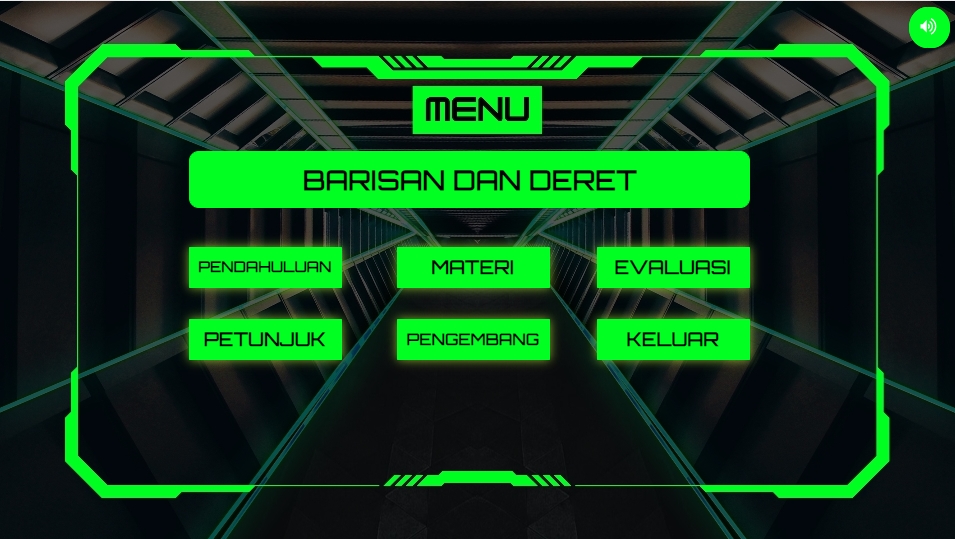 MENU
BARISAN DAN DERET
PENDAHULUAN
MATERI
EVALUASI
PETUNJUK
PENGEMBANG
KELUAR